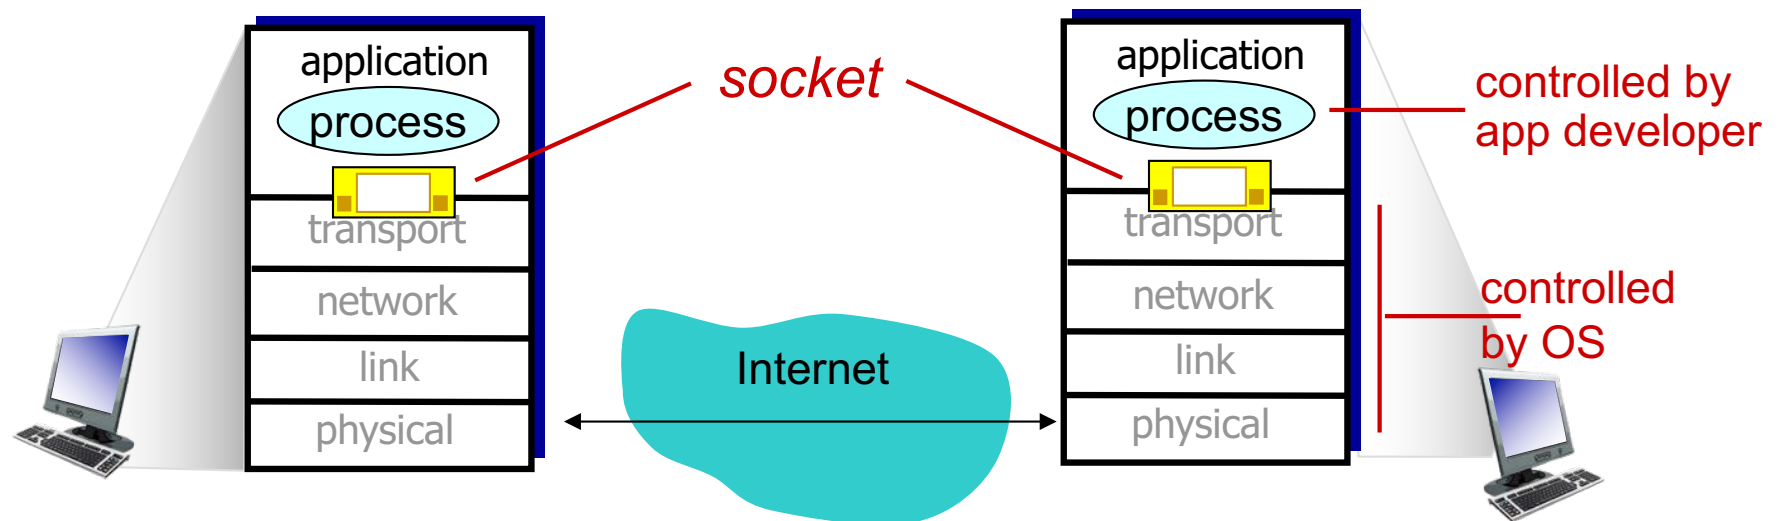 application
process
transport
network
link
physical
socket
Internet
application
process
transport
network
link
physical
controlled by
app developer
controlled
by OS